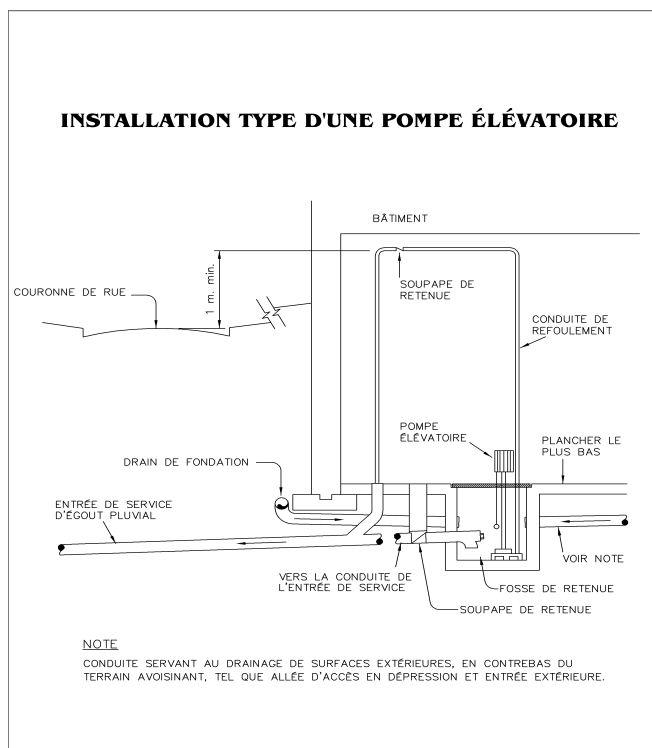 INSTALLATION TYPE D'UNE POMPE ÉLÉVATOIRE
BÂTIMENT
1 m. min.
SOUPAPE DE
RETENUE
COURONNE DE RUE
CONDUITE DE
REFOULEMENT
POMPE
ÉLÉVATOIRE
PLANCHER LE
PLUS BAS
DRAIN DE FONDATION
ENTRÉE DE SERVICE
D'ÉGOUT PLUVIAL
VOIR NOTE
VERS LA CONDUITE DE
L'ENTRÉE DE SERVICE
FOSSE DE RETENUE
SOUPAPE DE RETENUE
NOTE
CONDUITE SERVANT AU DRAINAGE DE SURFACES EXTÉRIEURES, EN CONTREBAS DU
TERRAIN AVOISINANT, TEL QUE ALLÉE D'ACCÈS EN DÉPRESSION ET ENTRÉE EXTÉRIEURE.